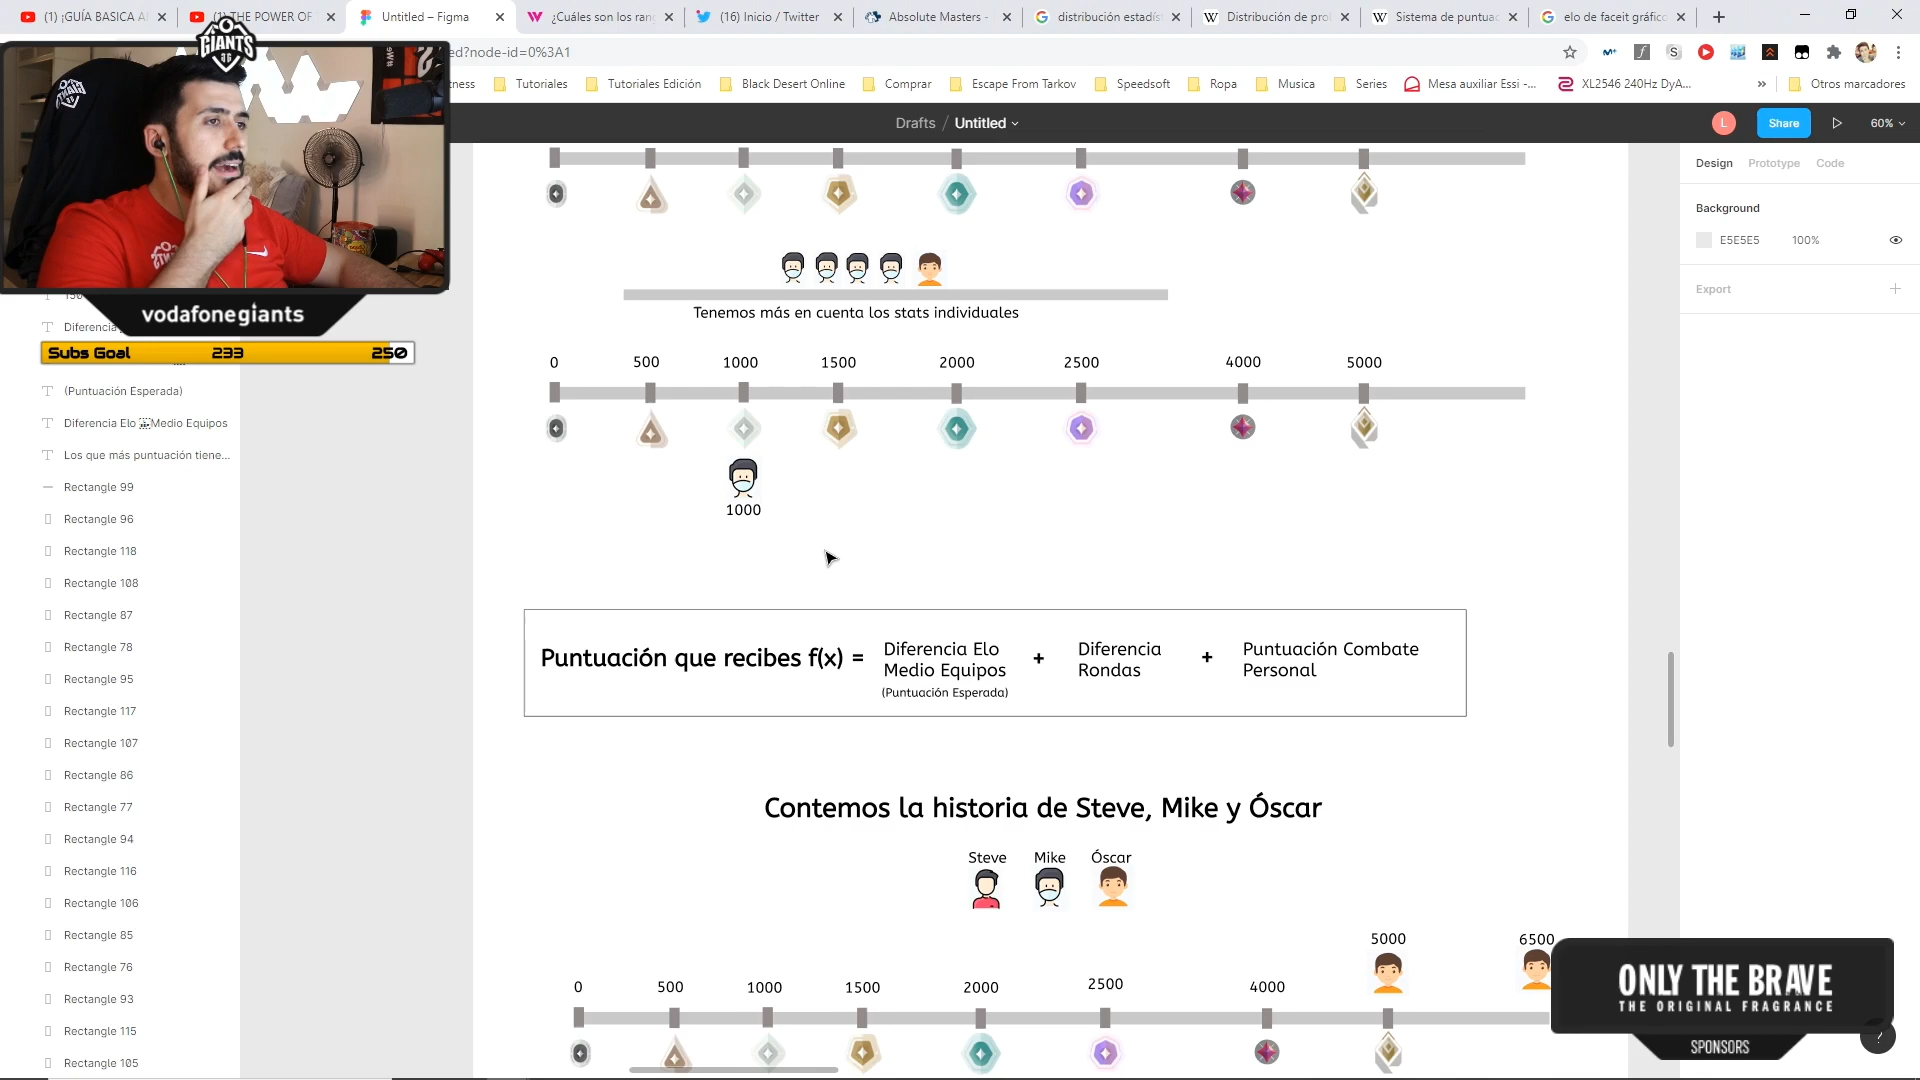 (1) ¡GUÍA BASICA A
(1) THE POWER OF
Untitled – Figma
¿Cuáles son los rang
(16) Inicio / Twitter
Absolute Masters -
distribución estadís
Distribución de prob
Sistema de puntuac
elo de faceit gráfico
ed?node-id=0%3A1
tness
Tutoriales
Tutoriales Edición
Black Desert Online
Comprar
Escape From Tarkov
Speedsoft
Ropa
Musica
Series
Mesa auxiliar Essi -...
XL2546 240Hz DyA...
»
Otros marcadores
GIANTS
Drafts / Untitled
L
Share
60%
Design
Prototype
Code
Background
E5E5E5
100%
Export
vodafonegiants
Subs Goal
233
250
Diferencia
(Puntuación Esperada)
Diferencia Elo Medio Equipos
Los que más puntuación tiene...
Rectangle 99
Rectangle 96
Rectangle 118
Rectangle 108
Rectangle 87
Rectangle 78
Rectangle 95
Rectangle 117
Rectangle 107
Rectangle 86
Rectangle 77
Rectangle 94
Rectangle 116
Rectangle 106
Rectangle 85
Rectangle 76
Rectangle 93
Rectangle 115
Rectangle 105
Tenemos más en cuenta los stats individuales
0 500 1000 1500 2000 2500 4000 5000
1000
Puntuación que recibes f(x) =
Diferencia Elo
Medio Equipos
(Puntuación Esperada)
+
Diferencia
Rondas
+
Puntuación Combate
Personal
Contemos la historia de Steve, Mike y Óscar
Steve Mike Óscar
5000 6500
0 500 1000 1500 2000 2500 4000
ONLY THE BRAVE
THE ORIGINAL FRAGRANCE
SPONSORS
?